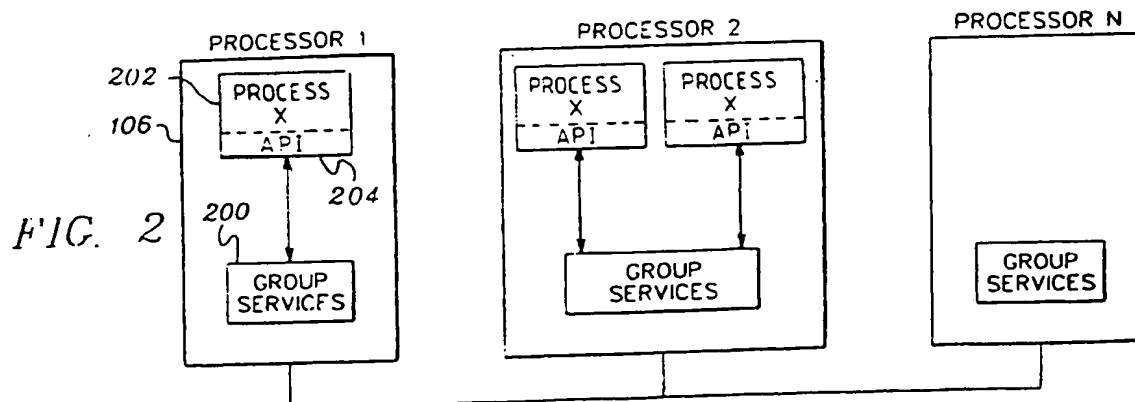 PROCESSOR 1
202
PROCESS
X
API
106
204
200
GROUP
SERVICES
FIG. 2
PROCESSOR 2
PROCESS
X
API
PROCESS
X
API
GROUP
SERVICES
PROCESSOR N
GROUP
SERVICES